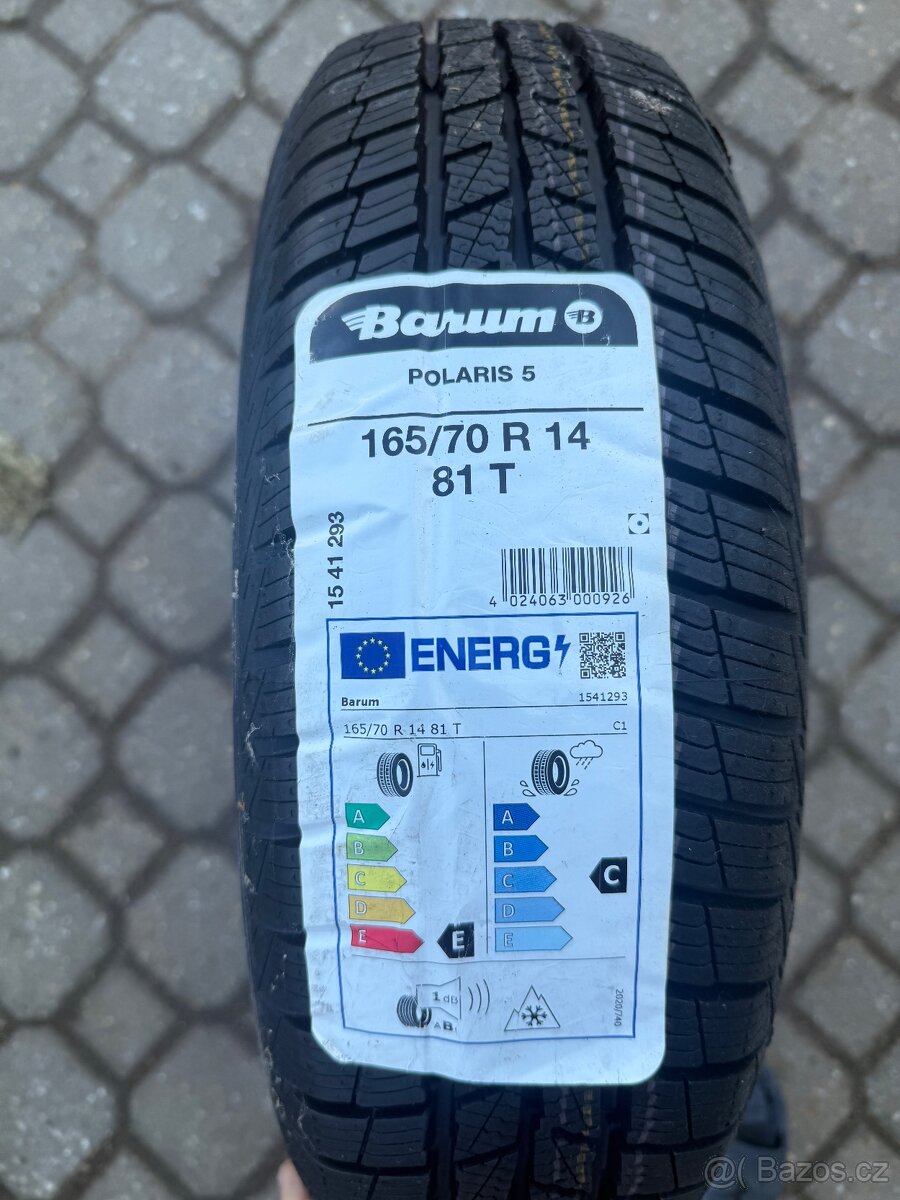 Barum B
POLARIS 5
165/70 R 14
81 T
15 41 293
4 024063 000926
ENERG
Barum 1541293
165/70 R 14 81 T C1
A A
B B
C C C
D D
E E E
AB
2020/740
@( Bazos.cz